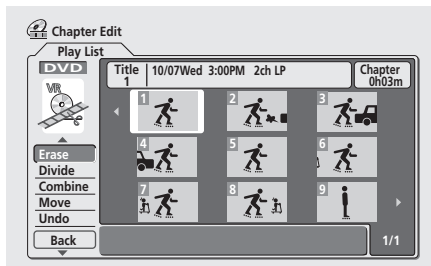 Chapter Edit
Play List
DVD
Title 1
10/07Wed 3:00PM 2ch LP
Chapter 0h03m
VR
1
2
3
4
5
6
7
8
9
Erase
Divide
Combine
Move
Undo
Back
1/1